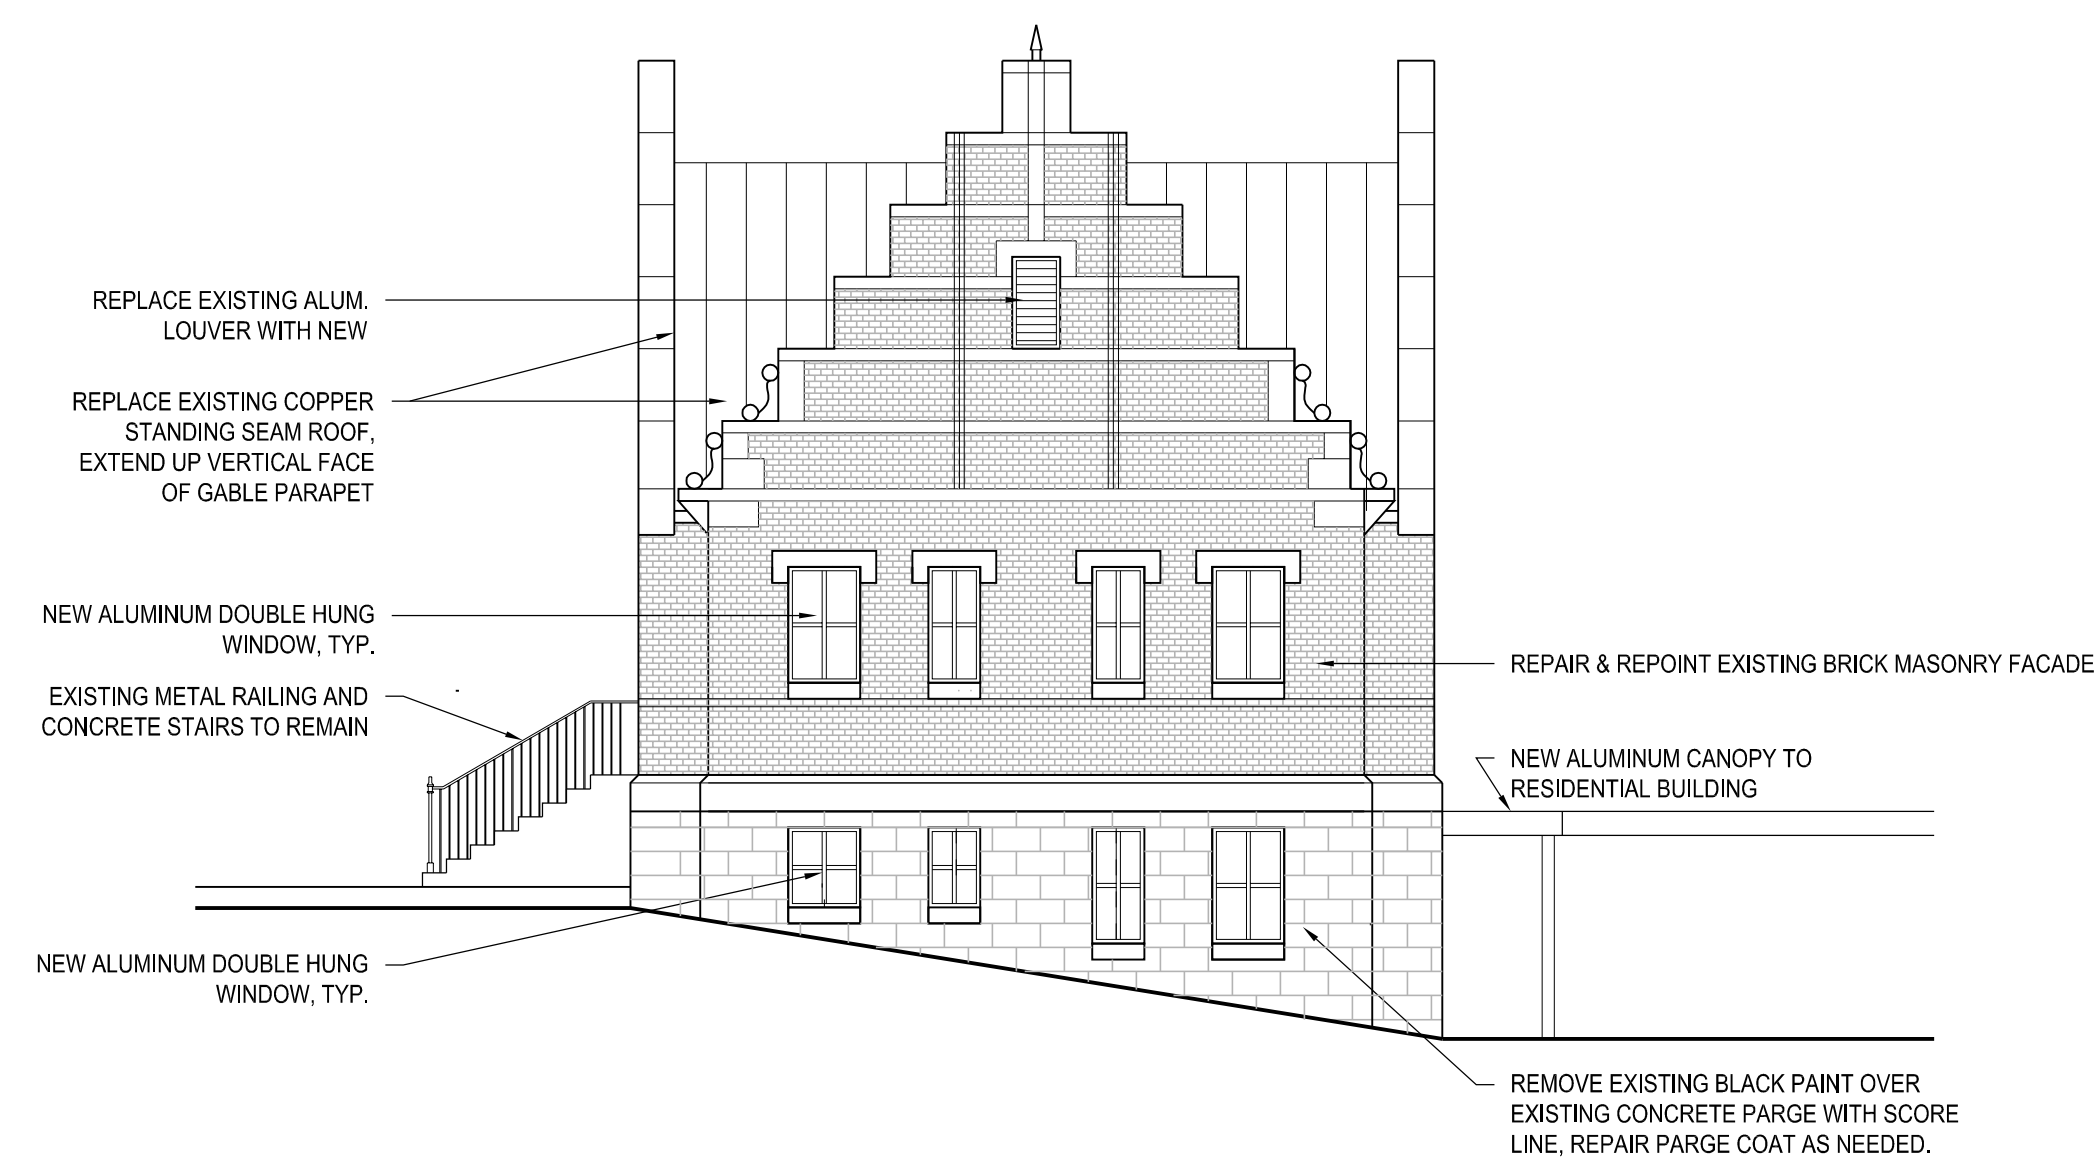 REPLACE EXISTING ALUM.
LOUVER WITH NEW
REPLACE EXISTING COPPER
STANDING SEAM ROOF,
EXTEND UP VERTICAL FACE
OF GABLE PARAPET
NEW ALUMINUM DOUBLE HUNG
WINDOW, TYP.
EXISTING METAL RAILING AND
CONCRETE STAIRS TO REMAIN
NEW ALUMINUM DOUBLE HUNG
WINDOW, TYP.
REPAIR & REPOINT EXISTING BRICK MASONRY FACADE
NEW ALUMINUM CANOPY TO
RESIDENTIAL BUILDING
REMOVE EXISTING BLACK PAINT OVER
EXISTING CONCRETE PARGE WITH SCORE
LINE, REPAIR PARGE COAT AS NEEDED.